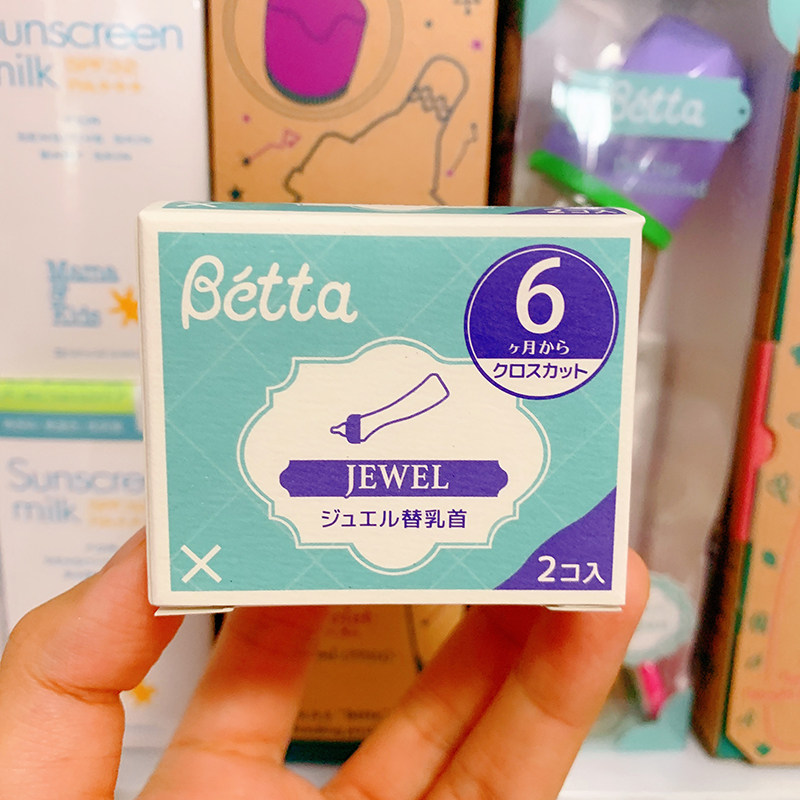 Sunscreen
milk
Bétta
Bétta
6
ヶ月から
クロスカット
JEWEL
ジュエル替乳首
2コ入
Mama
&
Kids
Sunscree
milk